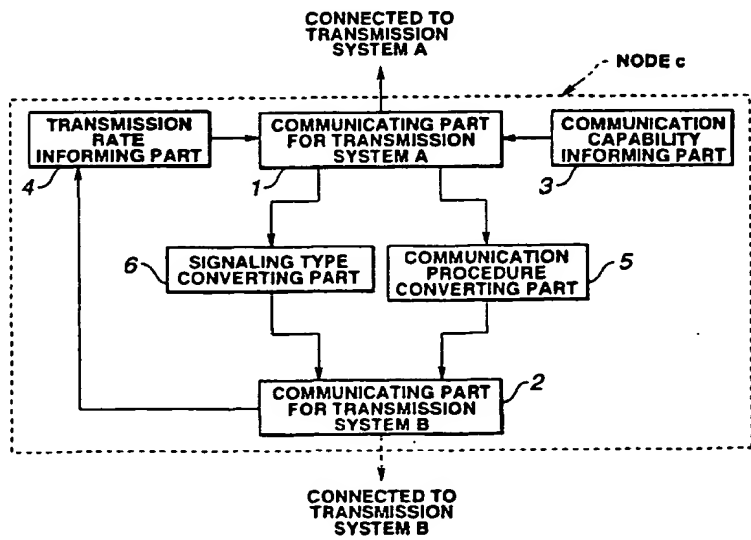 CONNECTED TO
TRANSMISSION
SYSTEM A
NODE c
TRANSMISSION
RATE
INFORMING PART
4
COMMUNICATING PART
FOR TRANSMISSION
SYSTEM A
1
COMMUNICATION
CAPABILITY
INFORMING PART
3
6
SIGNALING TYPE
CONVERTING PART
COMMUNICATION
PROCEDURE
CONVERTING PART
5
COMMUNICATING PART
FOR TRANSMISSION
SYSTEM B
2
CONNECTED TO
TRANSMISSION
SYSTEM B